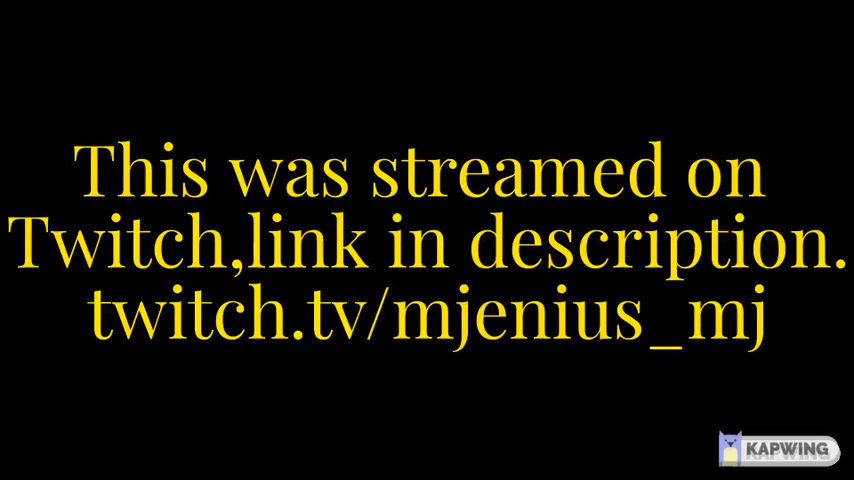 This was streamed on
Twitch,link in description.
twitch.tv/mjenius_mj
KAPWING